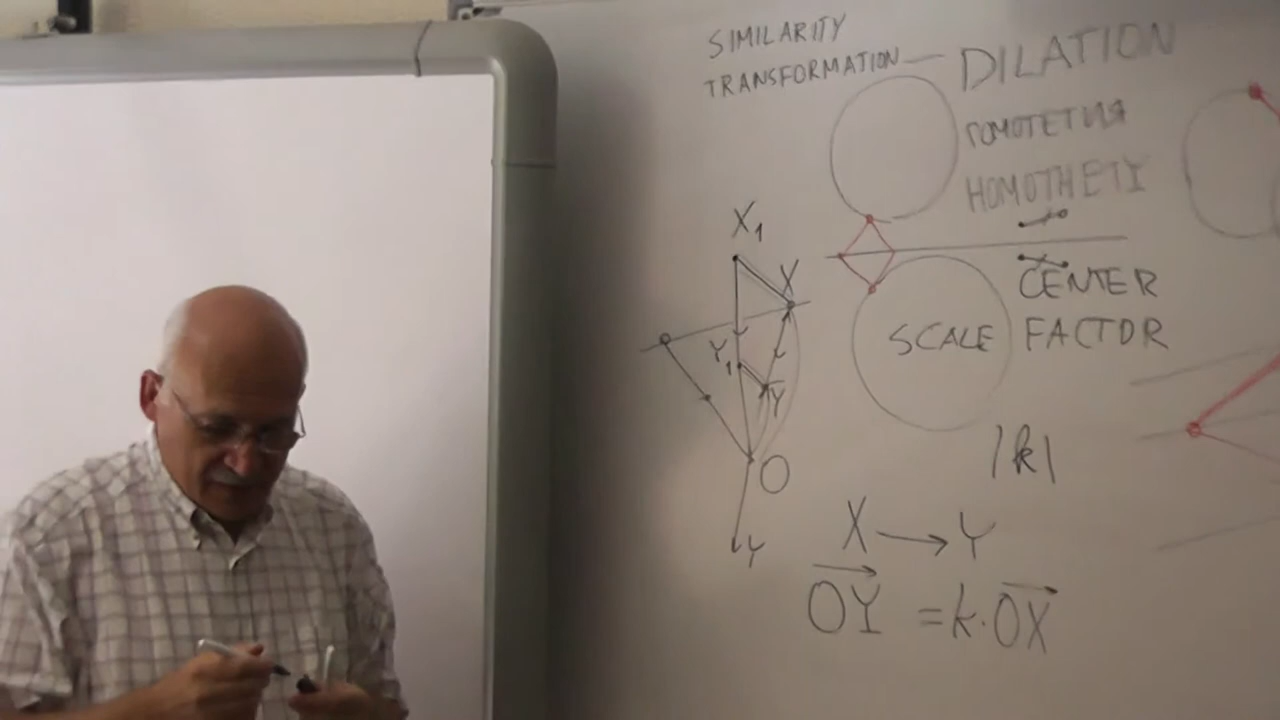 SIMILARITY
TRANSFORMATION — DILATION
ГОМОТЕТИЯ
HOMOTHETY
CENTER
SCALE FACTOR
|k|
X → Y
OY = k·OX
X₁
X
Y₁
Y
O
Y